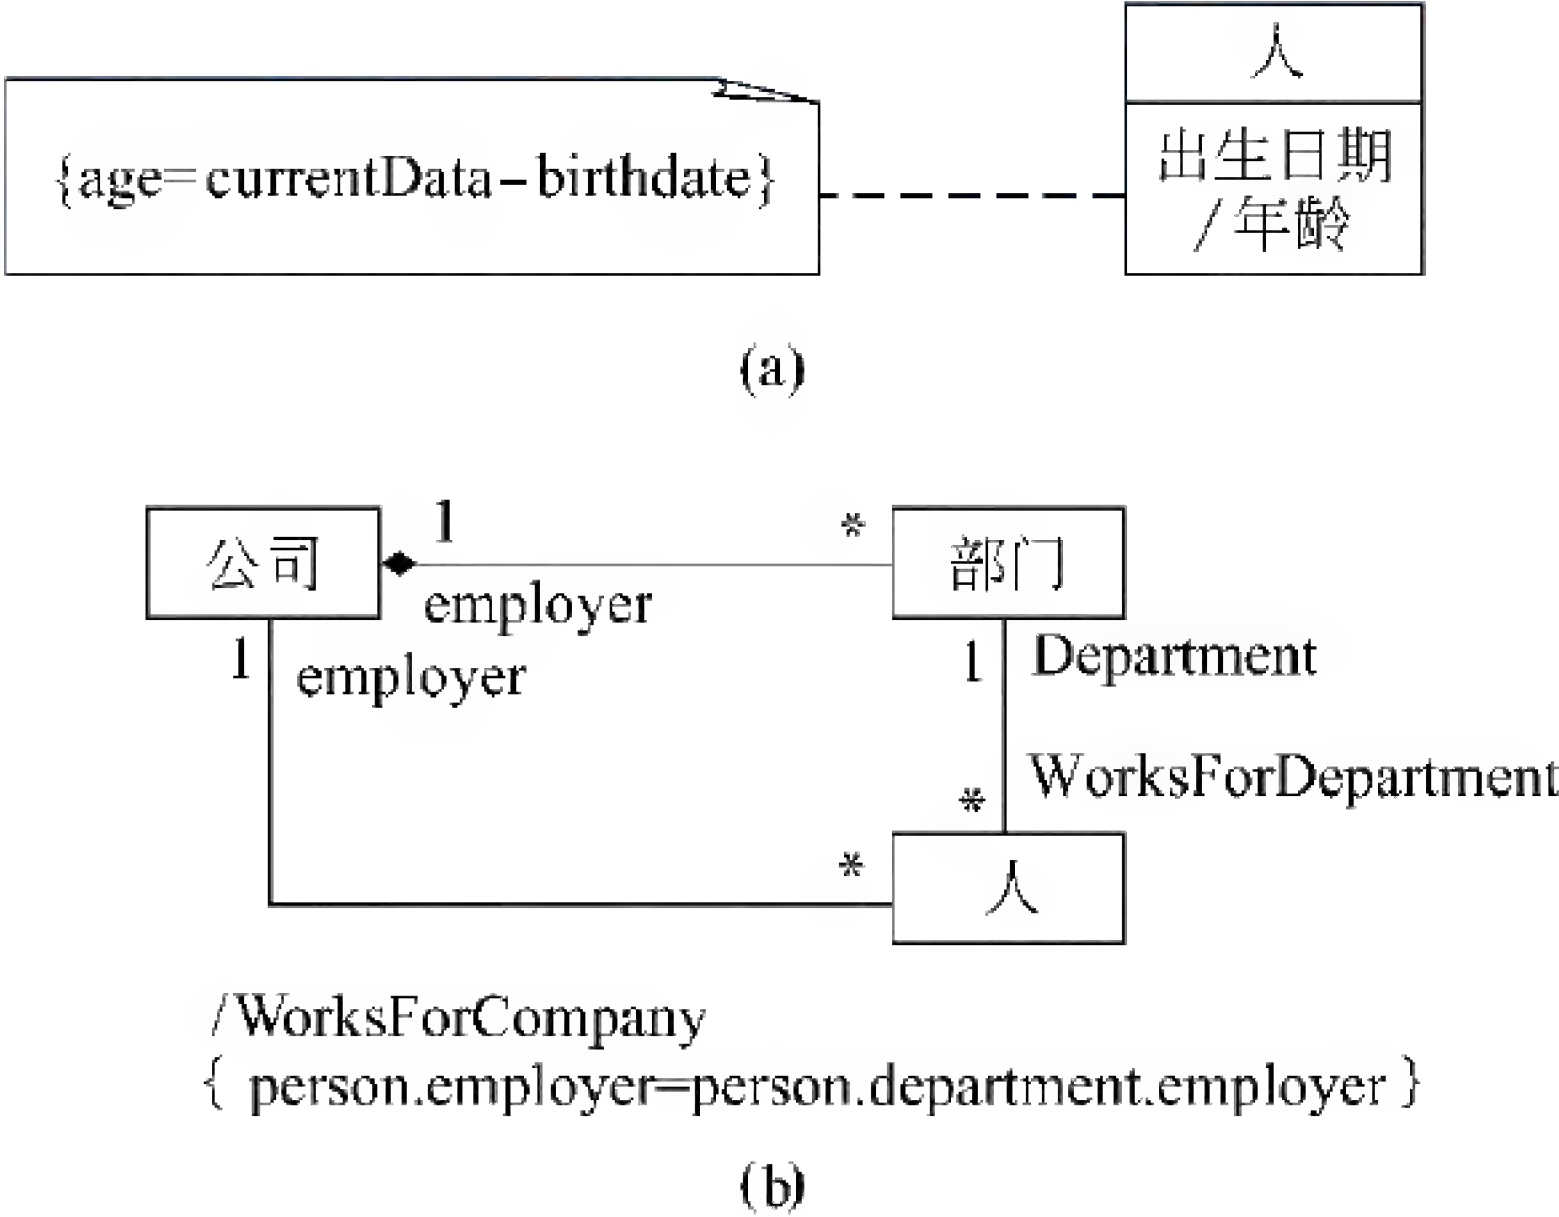 人
{age=currentData-birthdate}
出生日期
/年龄
(a)
公司
1
*
部门
employer
1
employer
1
Department
WorksForDepartment
*
*
人
/WorksForCompany
{ person.employer=person.department.employer }
(b)